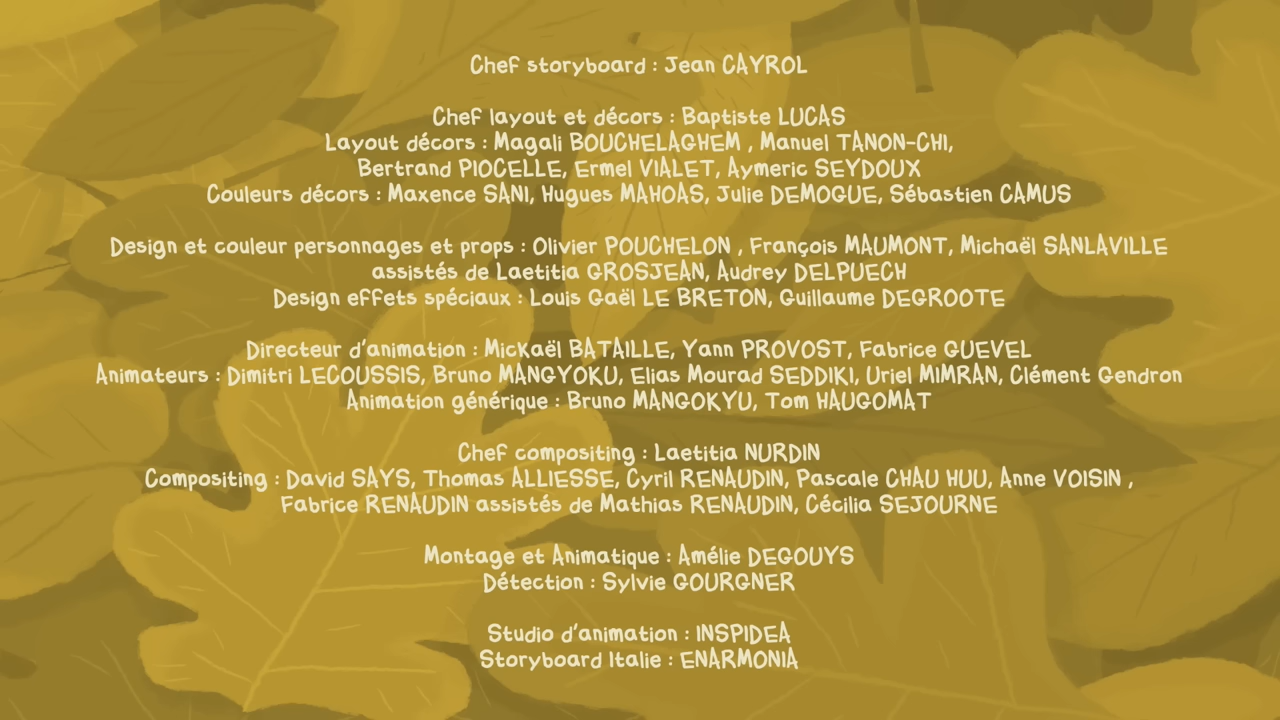 Chef storyboard : Jean CAYROL
Chef layout et décors : Baptiste LUCAS
Layout décors : Magali BOUCHELAGHEM , Manuel TANON-CHI,
Bertrand PIOCELLE, Ermel VIALET, Aymeric SEYDOUX
Couleurs décors : Maxence SANI, Hugues MAHOAS, Julie DEMOGUE, Sébastien CAMUS
Design et couleur personnages et props : Olivier POUCHELON , François MAUMONT, Michaël SANLAVILLE
assistés de Laetitia GROSJEAN, Audrey DELPUECH
Design effets spéciaux : Louis Gaël LE BRETON, Guillaume DEGROOTE
Directeur d'animation : Mickaël BATAILLE, Yann PROVOST, Fabrice GUEVEL
Animateurs : Dimitri LECOUSSIS, Bruno MANGYOKU, Elias Mourad SEDDIKI, Uriel MIMRAN, Clément Gendron
Animation générique : Bruno MANGOKYU, Tom HAUGOMAT
Chef compositing : Laetitia NURDIN
Compositing : David SAYS, Thomas ALLIESSE, Cyril RENAUDIN, Pascale CHAU HUU, Anne VOISIN ,
Fabrice RENAUDIN assistés de Mathias RENAUDIN, Cécilia SEJOURNE
Montage et Animatique : Amélie DEGOUYS
Détection : Sylvie GOURGNER
Studio d'animation : INSPIDEA
Storyboard Italie : ENARMONIA